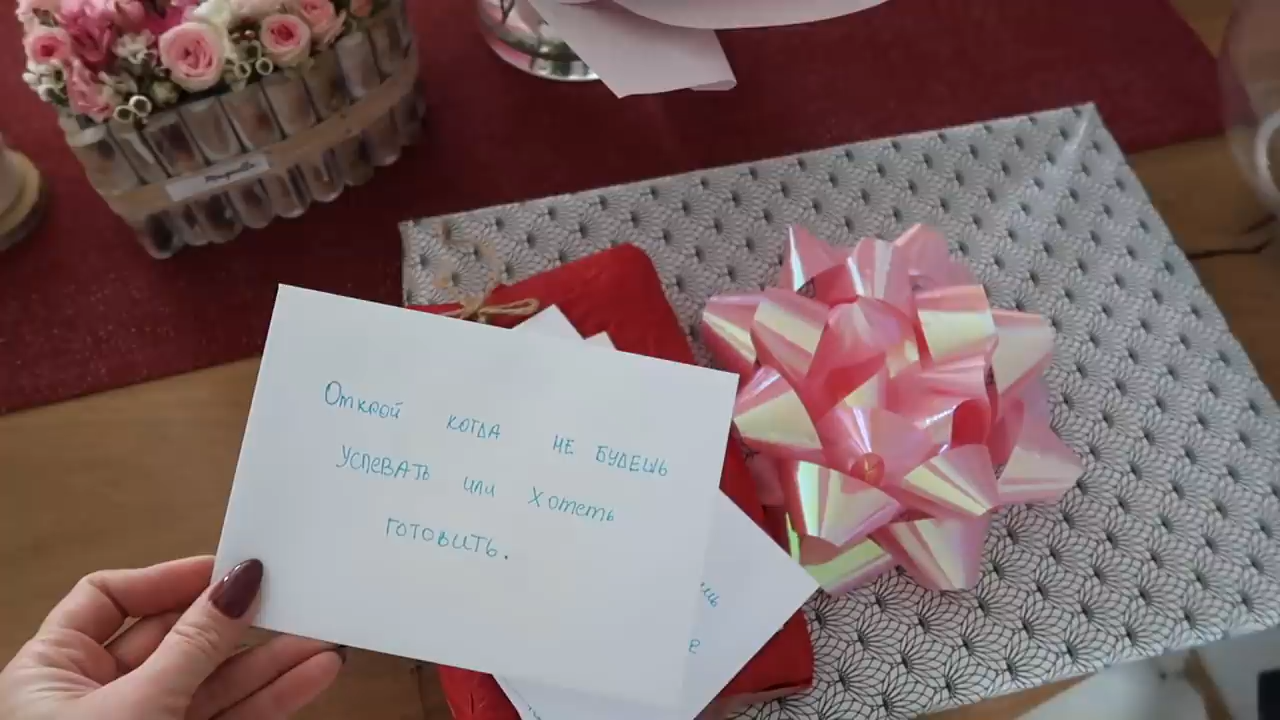 Открой когда не будешь
успевать или хотеть
готовить.